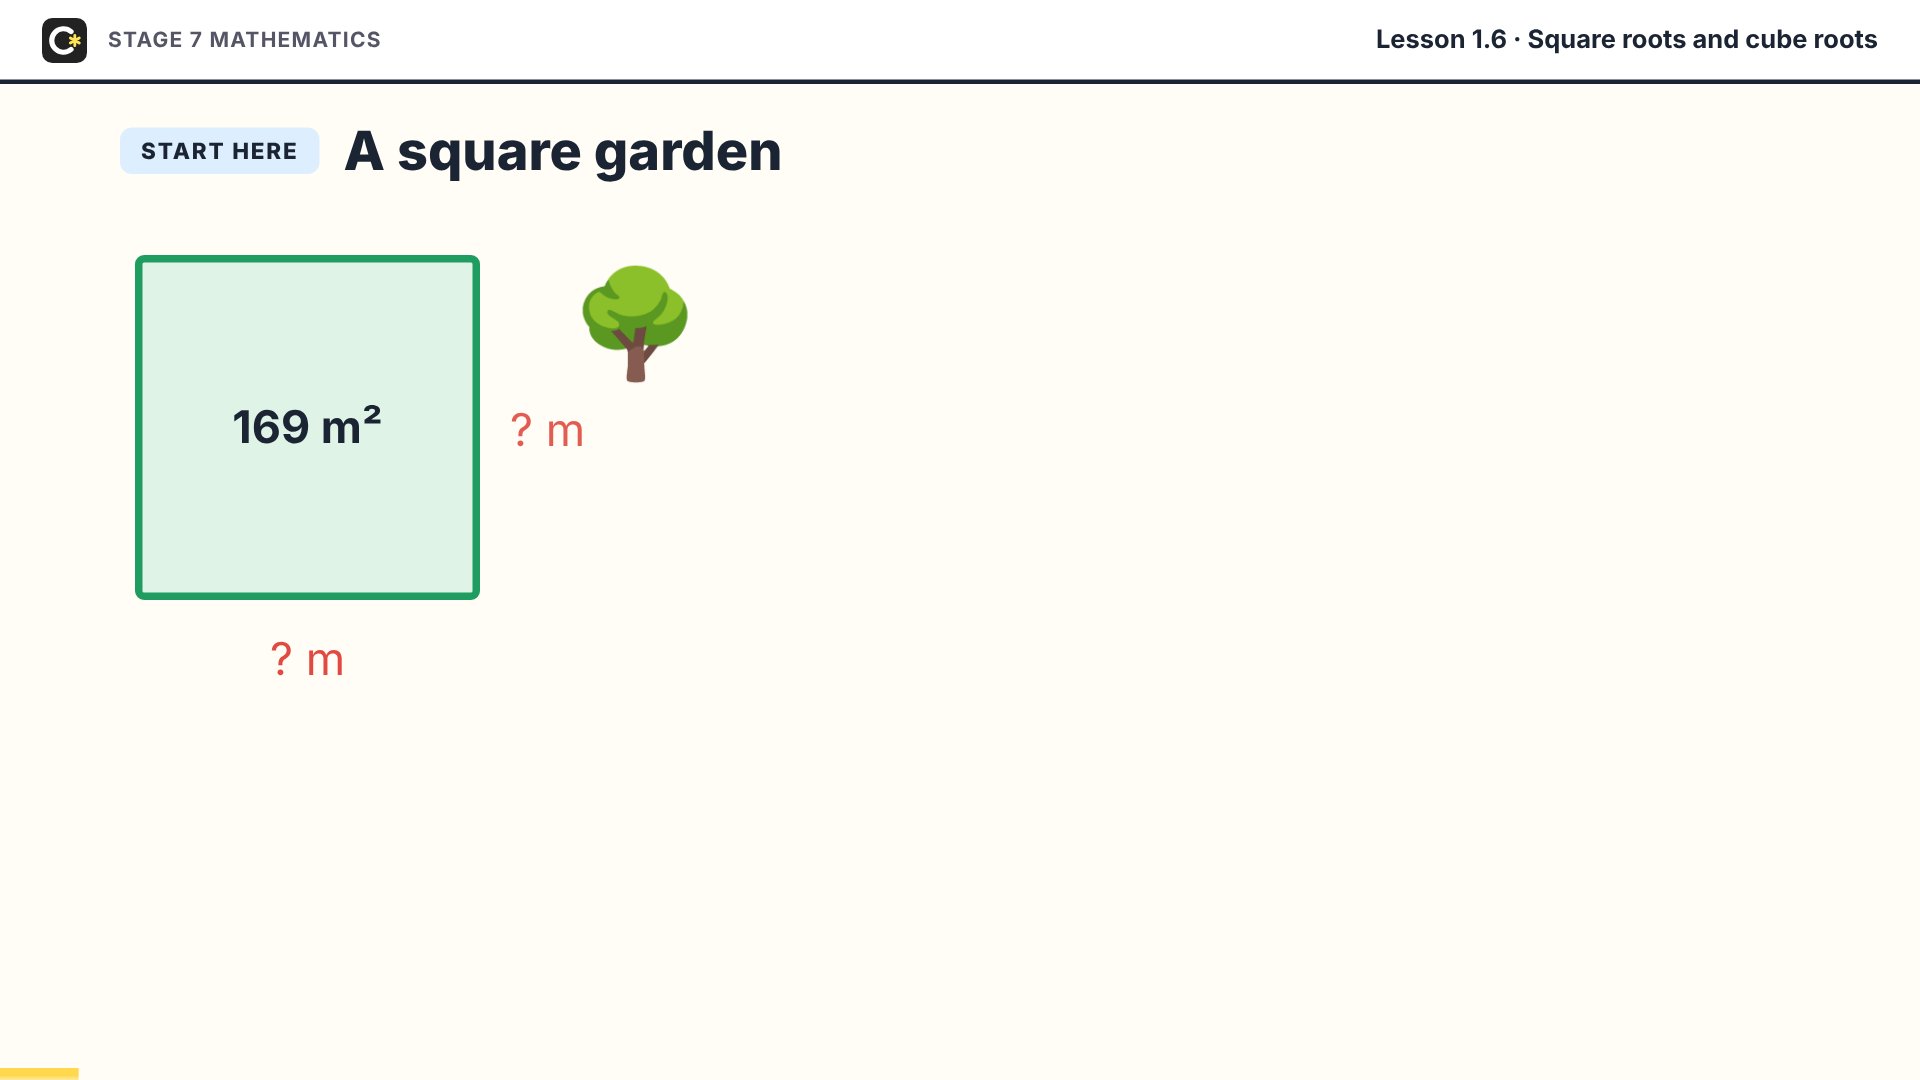 STAGE 7 MATHEMATICS
Lesson 1.6 · Square roots and cube roots
START HERE
A square garden
169 m²
? m
? m